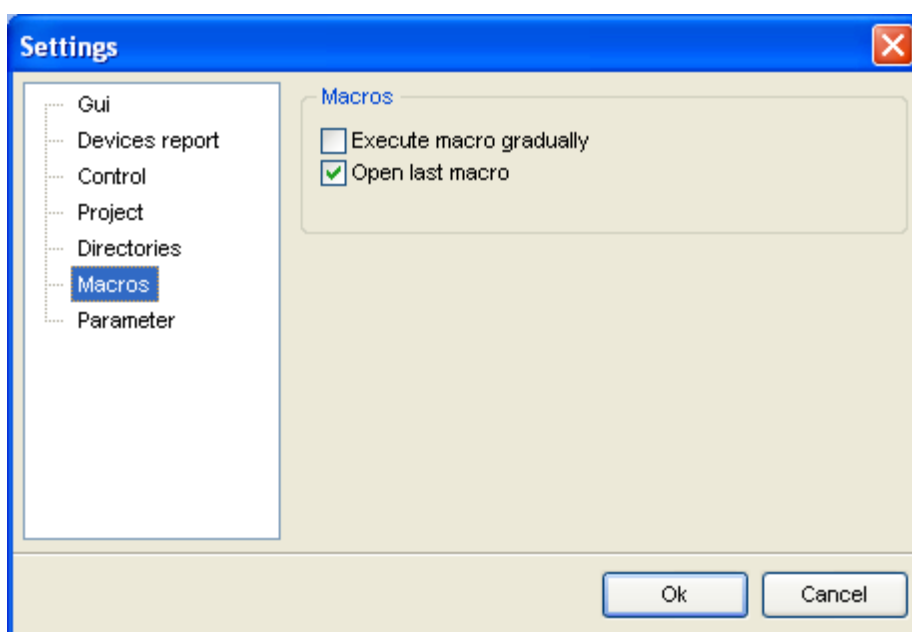 Settings
Gui
Devices report
Control
Project
Directories
Macros
Parameter
Macros
Execute macro gradually
Open last macro
Ok
Cancel